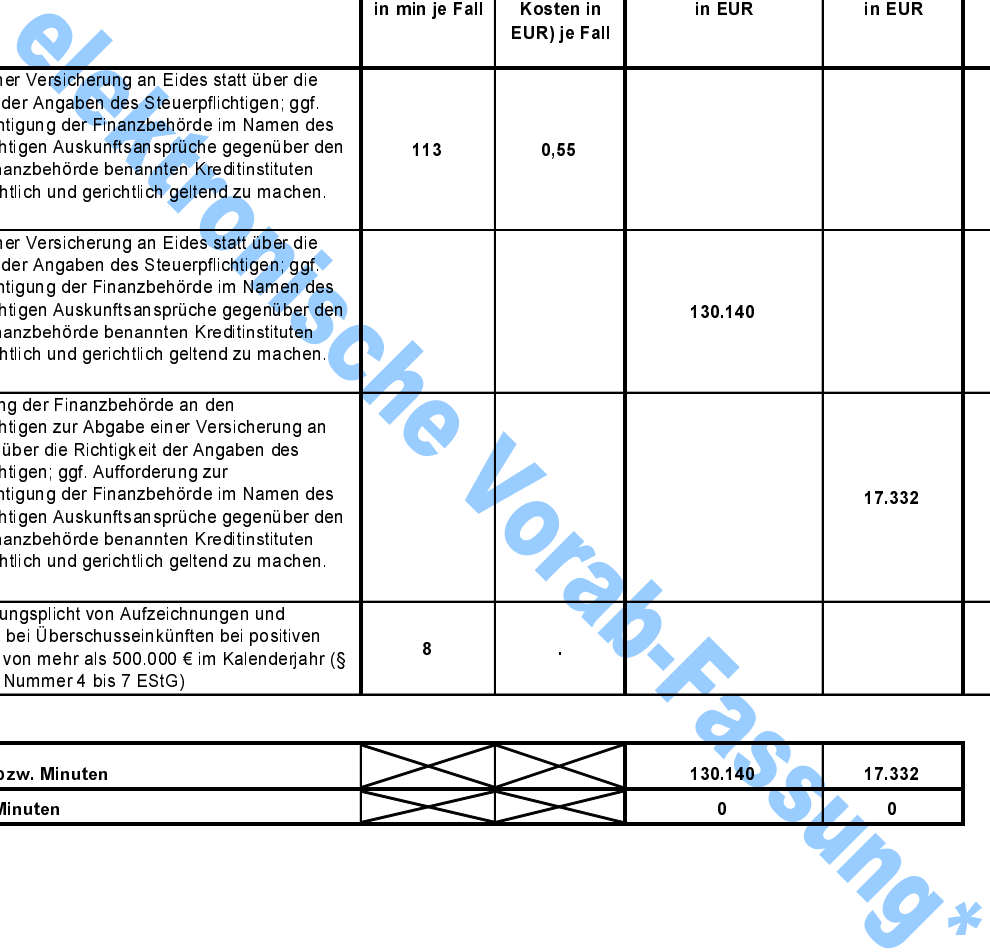 in min je Fall
Kosten in
EUR) je Fall
in EUR
in EUR
ner Versicherung an Eides statt über die
der Angaben des Steuerpflichtigen; ggf.
htigung der Finanzbehörde im Namen des
htigen Auskunftsansprüche gegenüber den
nanzbehörde benannten Kreditinstituten
htlich und gerichtlich geltend zu machen.
113
0,55
ner Versicherung an Eides statt über die
der Angaben des Steuerpflichtigen; ggf.
htigung der Finanzbehörde im Namen des
htigen Auskunftsansprüche gegenüber den
nanzbehörde benannten Kreditinstituten
htlich und gerichtlich geltend zu machen.
130.140
ng der Finanzbehörde an den
htigen zur Abgabe einer Versicherung an
über die Richtigkeit der Angaben des
htigen; ggf. Aufforderung zur
htigung der Finanzbehörde im Namen des
htigen Auskunftsansprüche gegenüber den
nanzbehörde benannten Kreditinstituten
htlich und gerichtlich geltend zu machen.
17.332
ungsplicht von Aufzeichnungen und
bei Überschusseinkünften bei positiven
von mehr als 500.000 € im Kalenderjahr (§
Nummer 4 bis 7 EStG)
8
.
bzw. Minuten
130.140
17.332
Minuten
0
0
elektronische Vorab-Fassung*